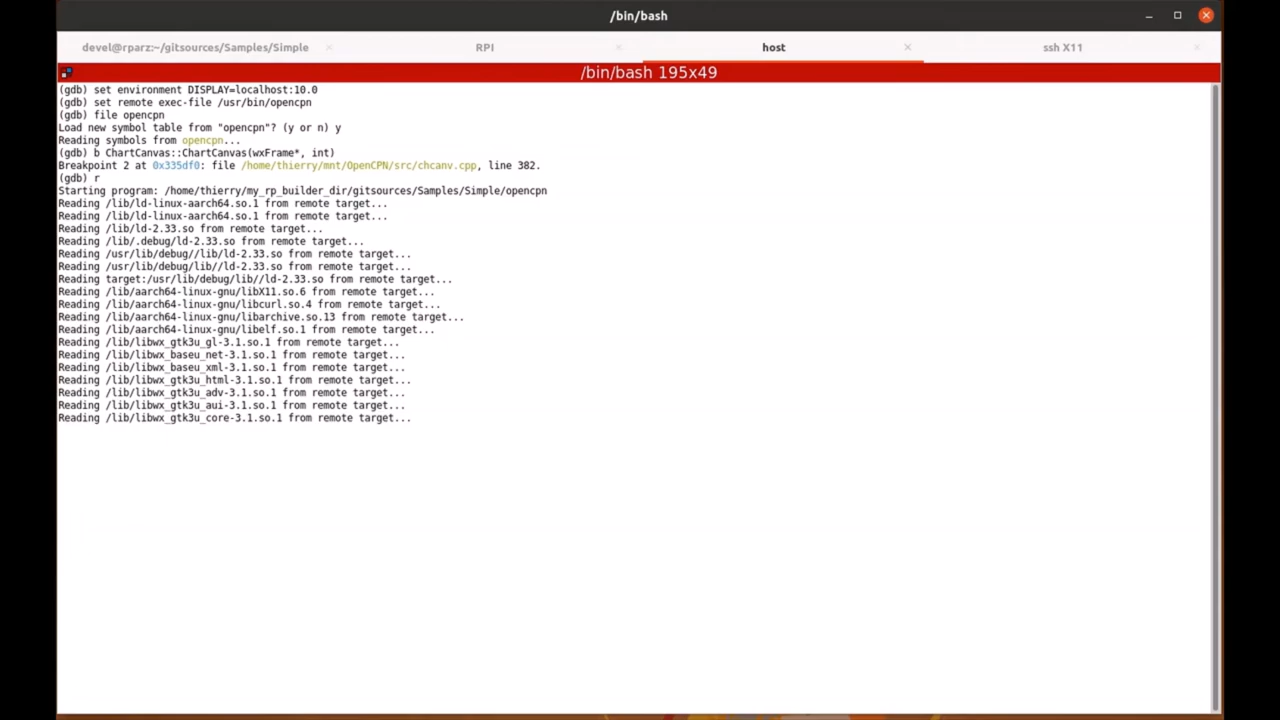 /bin/bash
devel@rparz:~/gitsources/Samples/Simple
RPI
host
ssh X11
/bin/bash 195x49
(gdb) set environment DISPLAY=localhost:10.0
(gdb) set remote exec-file /usr/bin/opencpn
(gdb) file opencpn
Load new symbol table from "opencpn"? (y or n) y
Reading symbols from opencpn...
(gdb) b ChartCanvas::ChartCanvas(wxFrame*, int)
Breakpoint 2 at 0x335df0: file /home/thierry/mnt/OpenCPN/src/chcanv.cpp, line 382.
(gdb) r
Starting program: /home/thierry/my_rp_builder_dir/gitsources/Samples/Simple/opencpn
Reading /lib/ld-linux-aarch64.so.1 from remote target...
Reading /lib/ld-linux-aarch64.so.1 from remote target...
Reading /lib/ld-2.33.so from remote target...
Reading /lib/.debug/ld-2.33.so from remote target...
Reading /usr/lib/debug//lib/ld-2.33.so from remote target...
Reading /usr/lib/debug/lib//ld-2.33.so from remote target...
Reading target:/usr/lib/debug/lib//ld-2.33.so from remote target...
Reading /lib/aarch64-linux-gnu/libX11.so.6 from remote target...
Reading /lib/aarch64-linux-gnu/libcurl.so.4 from remote target...
Reading /lib/aarch64-linux-gnu/libarchive.so.13 from remote target...
Reading /lib/aarch64-linux-gnu/libelf.so.1 from remote target...
Reading /lib/libwx_gtk3u_gl-3.1.so.1 from remote target...
Reading /lib/libwx_baseu_net-3.1.so.1 from remote target...
Reading /lib/libwx_baseu_xml-3.1.so.1 from remote target...
Reading /lib/libwx_gtk3u_html-3.1.so.1 from remote target...
Reading /lib/libwx_gtk3u_adv-3.1.so.1 from remote target...
Reading /lib/libwx_gtk3u_aui-3.1.so.1 from remote target...
Reading /lib/libwx_gtk3u_core-3.1.so.1 from remote target...